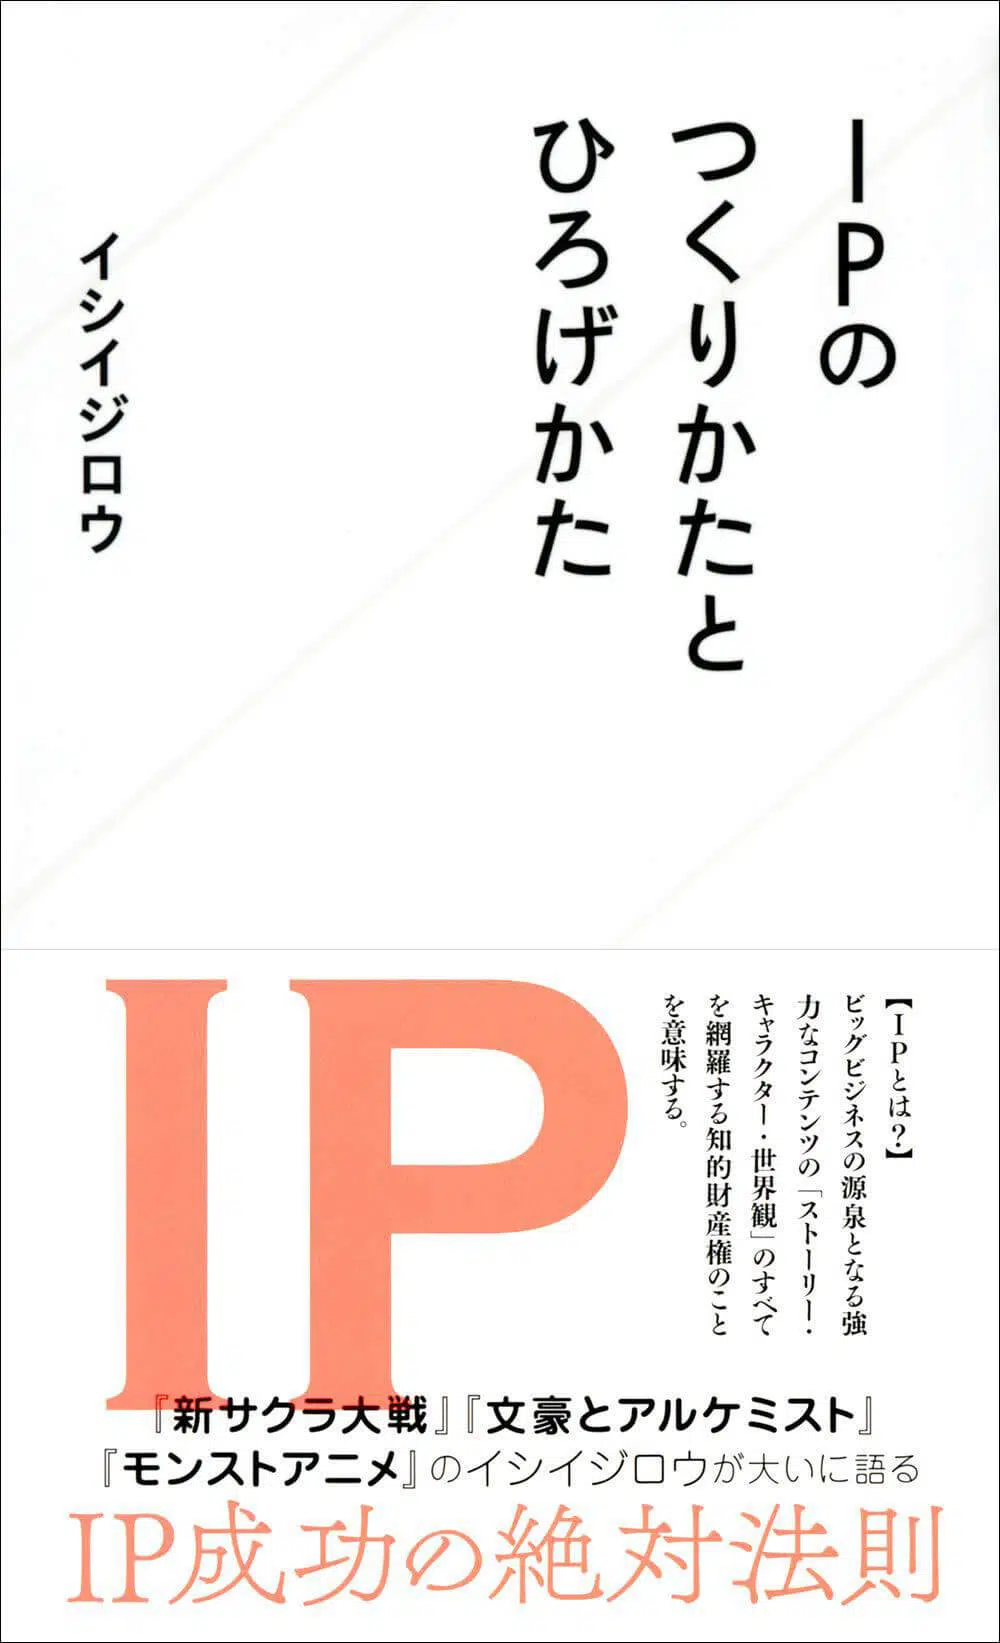 IPの
つくりかたと
ひろげかた
イシイジロウ
【IPとは?】
ビッグビジネスの源泉となる強
力なコンテンツの「ストーリー・
キャラクター・世界観」のすべて
を網羅する知的財産権のこと
を意味する。
IP
『新サクラ大戦』『文豪とアルケミスト』
『モンストアニメ』のイシイジロウが大いに語る
IP成功の絶対法則